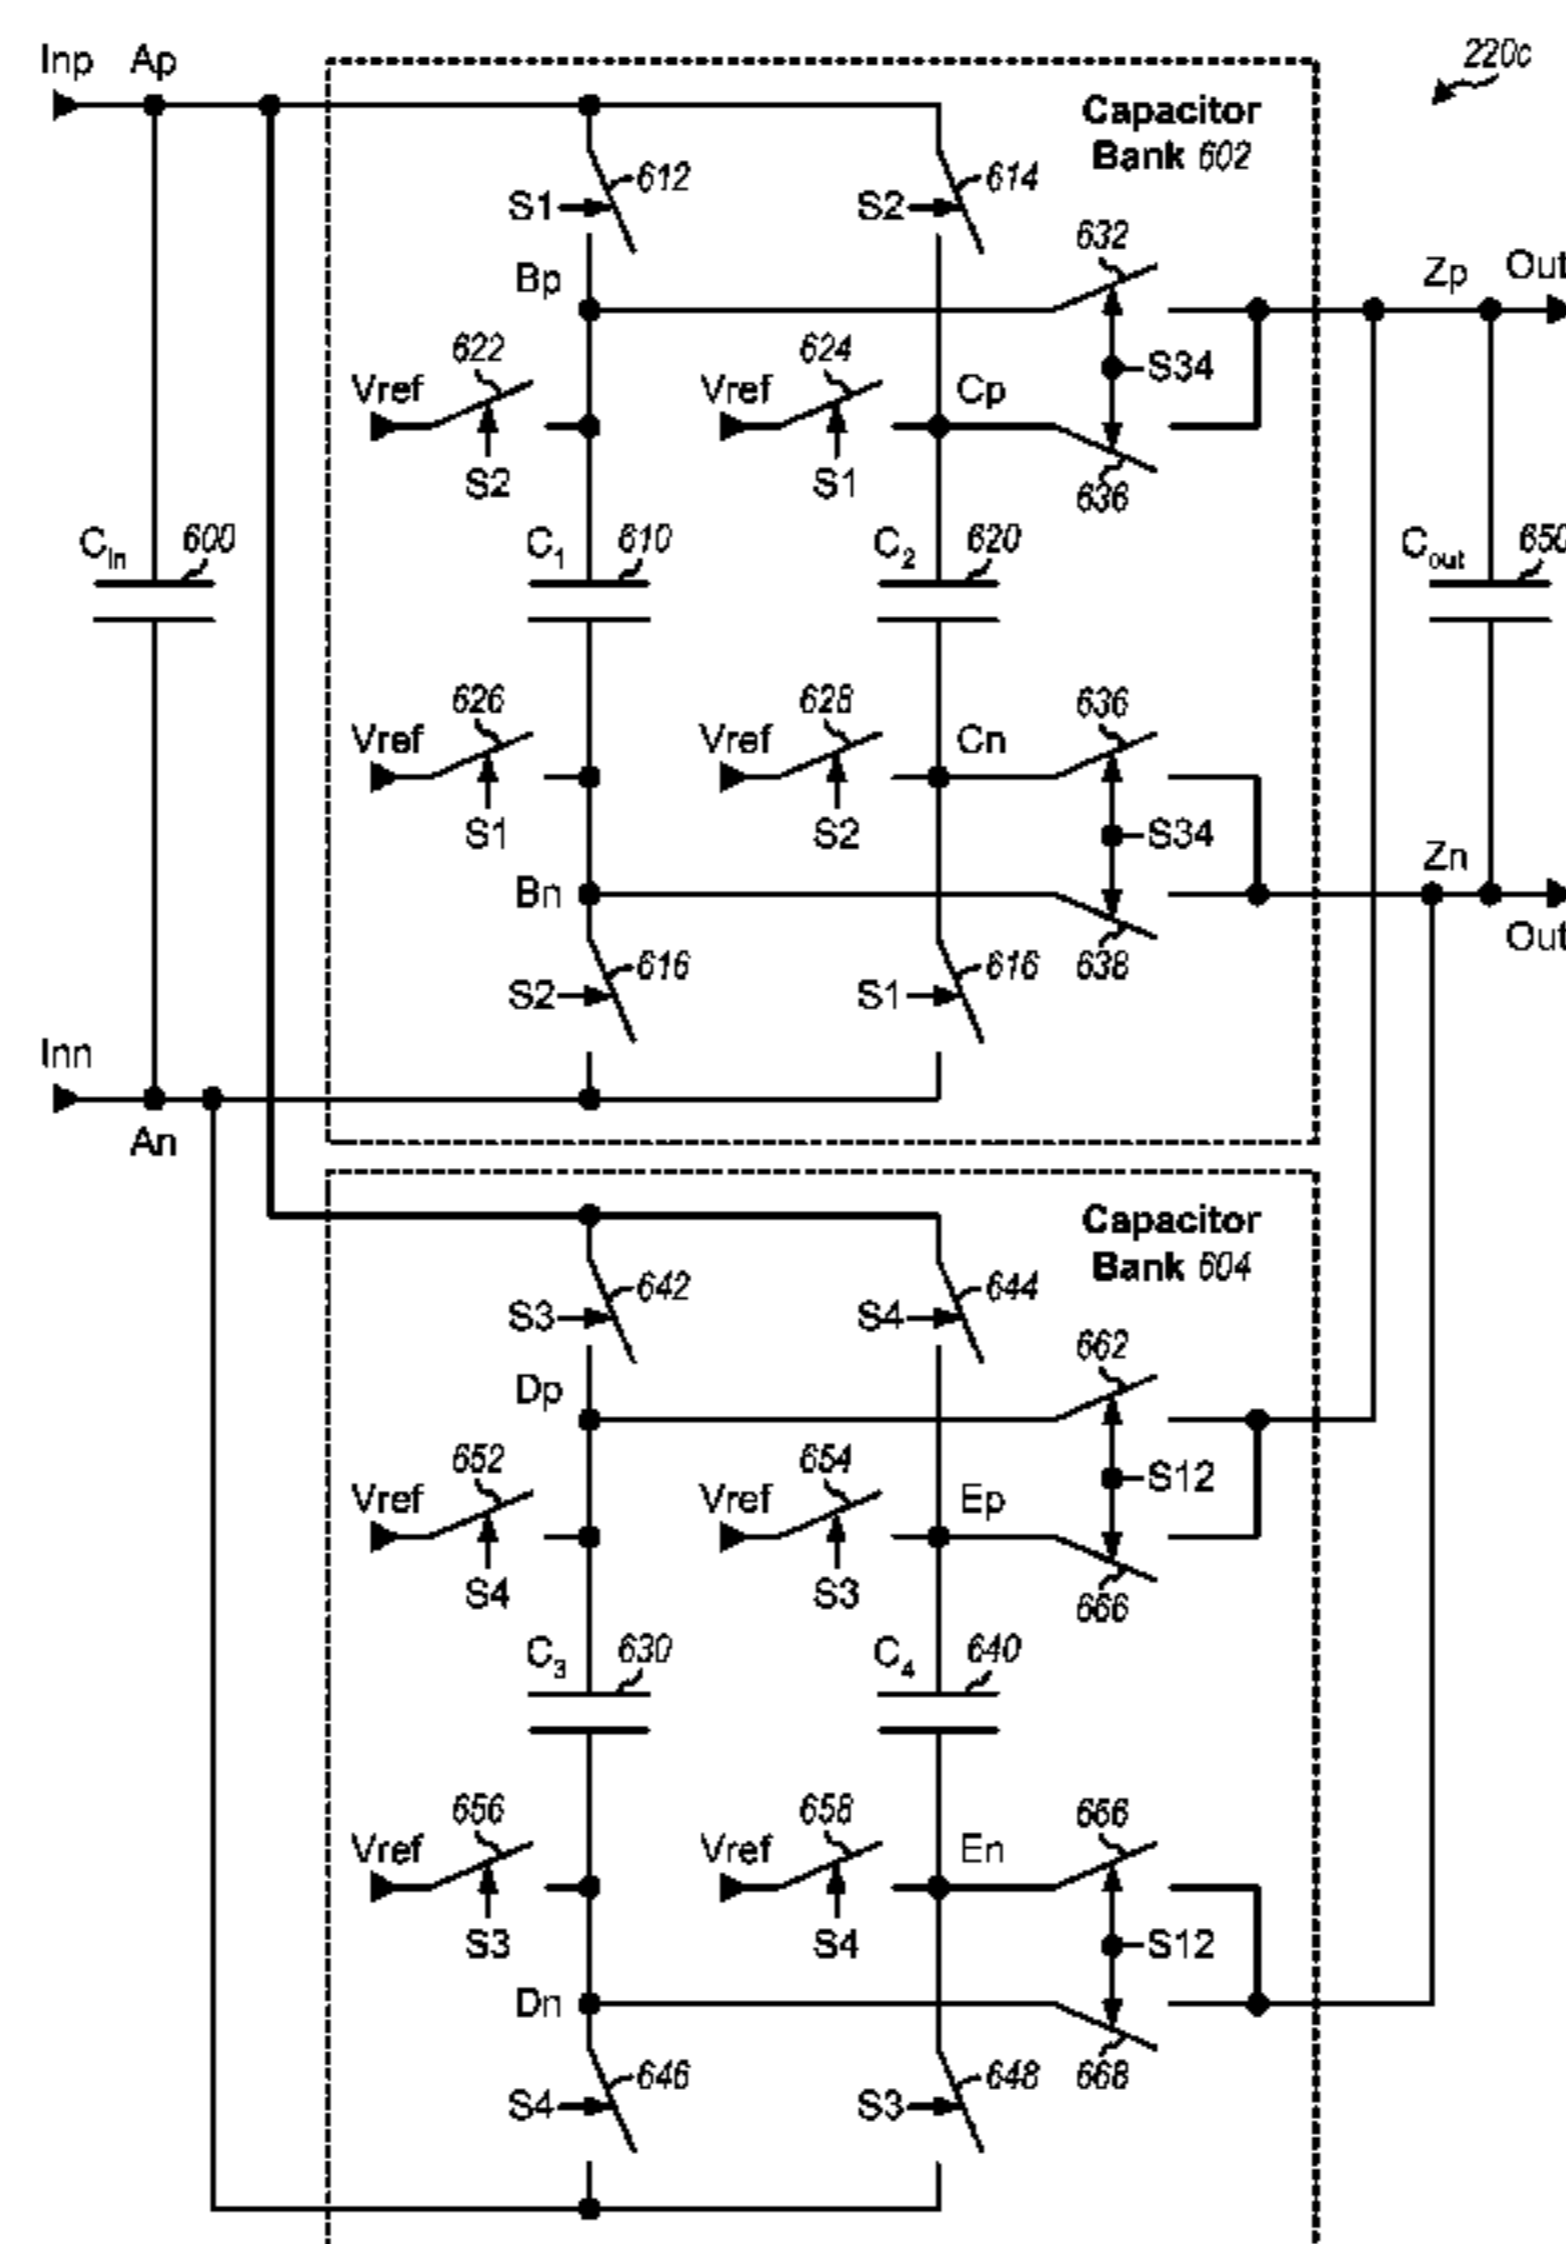 Inp Ap
220c
Capacitor
Bank 602
612
614
S1
S2
632
Bp
Zp
Out
622
624
Vref
Vref
Cp
S34
S2
S1
636
Cin 600
C1 610
C2 620
Cout 650
626
628
636
Vref
Vref
Cn
S1
S2
S34
Zn
Bn
616
616
638
Out
S2
S1
Inn
An
Capacitor
Bank 604
642
644
S3
S4
662
Dp
652
654
Vref
Vref
Ep
S12
S4
S3
666
C3 630
C4 640
656
658
666
Vref
Vref
En
S3
S4
S12
Dn
646
648
668
S4
S3